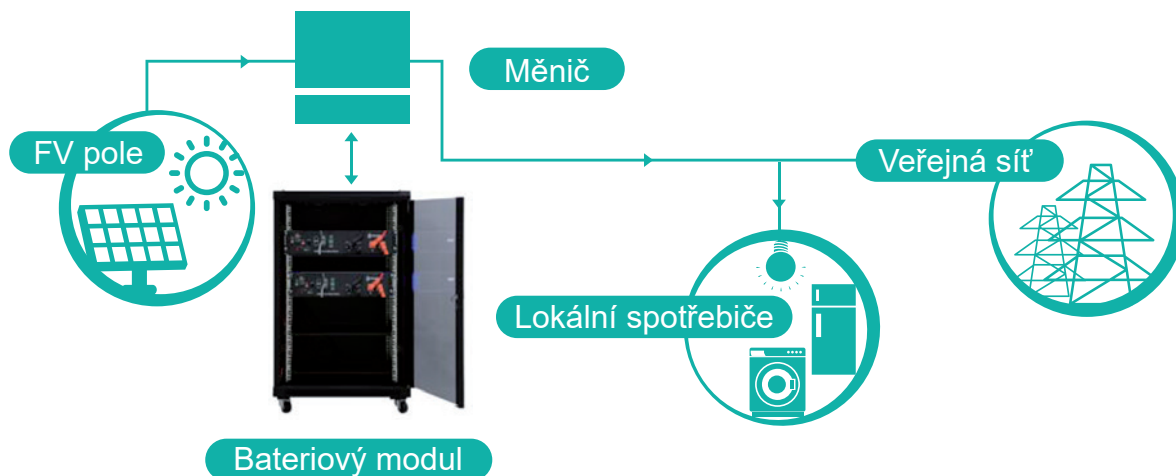 Měnič
FV pole
Veřejná síť
Lokální spotřebiče
Bateriový modul